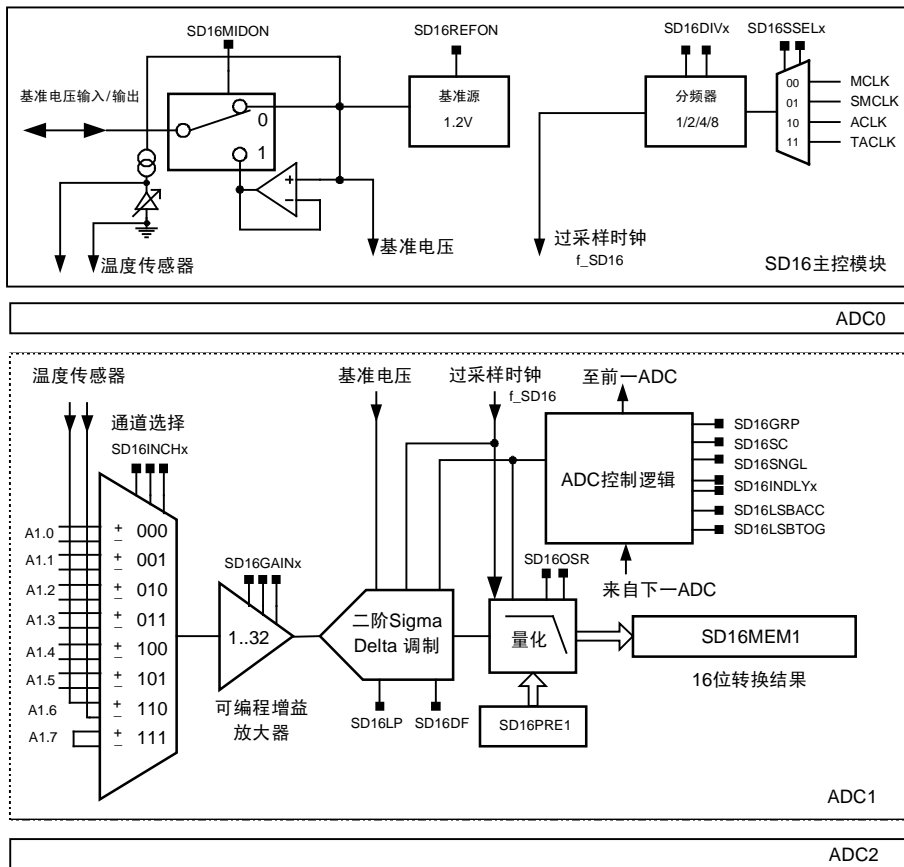 SD16MIDON
SD16REFON
SD16DIVx
SD16SSELx
基准电压输入/输出
0
1
基准源
1.2V
分频器
1/2/4/8
00
01
10
11
MCLK
SMCLK
ACLK
TACLK
+
−
温度传感器
基准电压
过采样时钟
f_SD16
SD16主控模块
ADC0
温度传感器
基准电压
过采样时钟
f_SD16
至前一ADC
通道选择
SD16INCHx
ADC控制逻辑
SD16GRP
SD16SC
SD16SNGL
SD16INDLYx
SD16LSBACC
SD16LSBTOG
来自下一ADC
A1.0 + − 000
A1.1 + − 001
A1.2 + − 010
A1.3 + − 011
A1.4 + − 100
A1.5 + − 101
A1.6 + − 110
A1.7 + − 111
SD16GAINx
1..32
可编程增益
放大器
二阶Sigma
Delta 调制
SD16LP
SD16DF
SD16OSR
量化
SD16PRE1
SD16MEM1
16位转换结果
ADC1
ADC2